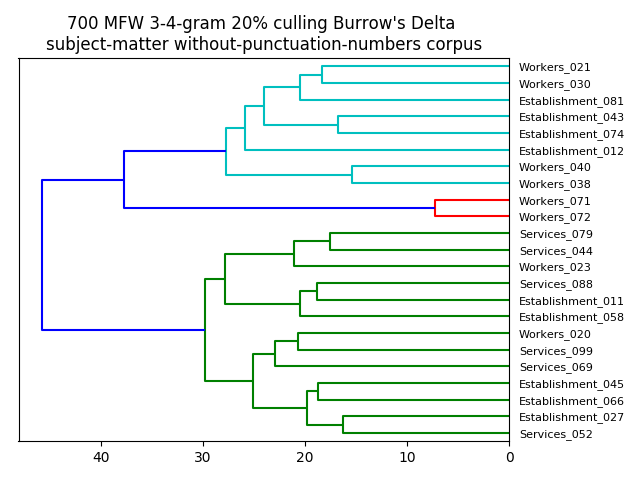 700 MFW 3-4-gram 20% culling Burrow's Delta
subject-matter without-punctuation-numbers corpus
Workers_021
Workers_030
Establishment_081
Establishment_043
Establishment_074
Establishment_012
Workers_040
Workers_038
Workers_071
Workers_072
Services_079
Services_044
Workers_023
Services_088
Establishment_011
Establishment_058
Workers_020
Services_099
Services_069
Establishment_045
Establishment_066
Establishment_027
Services_052
40 30 20 10 0